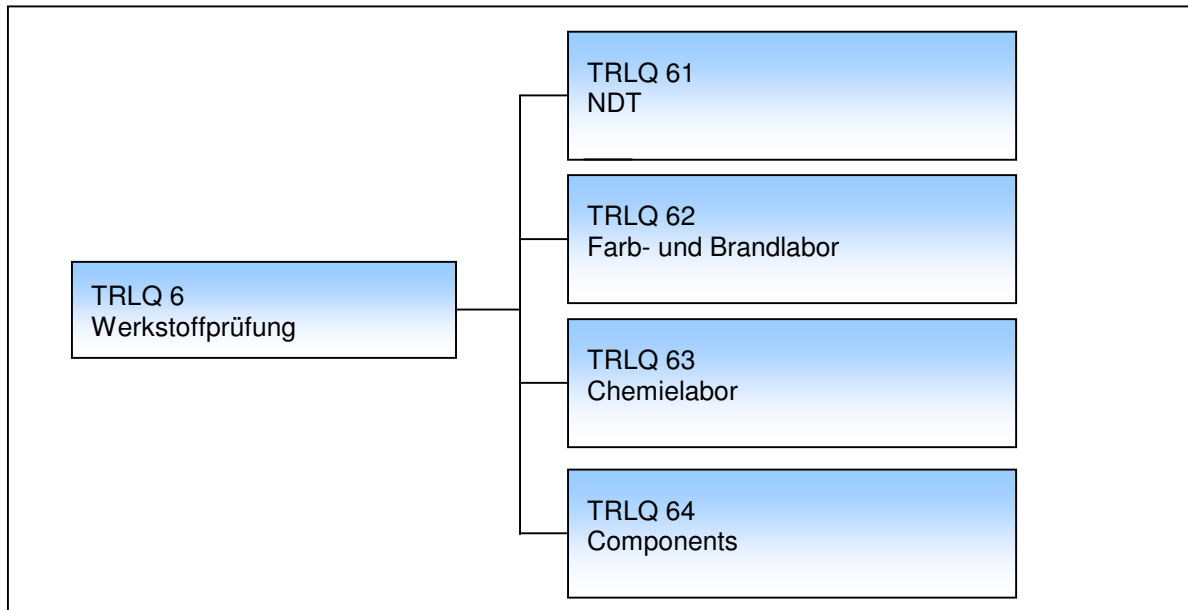 TRLQ 61
NDT
TRLQ 62
Farb- und Brandlabor
TRLQ 6
Werkstoffprüfung
TRLQ 63
Chemielabor
TRLQ 64
Components